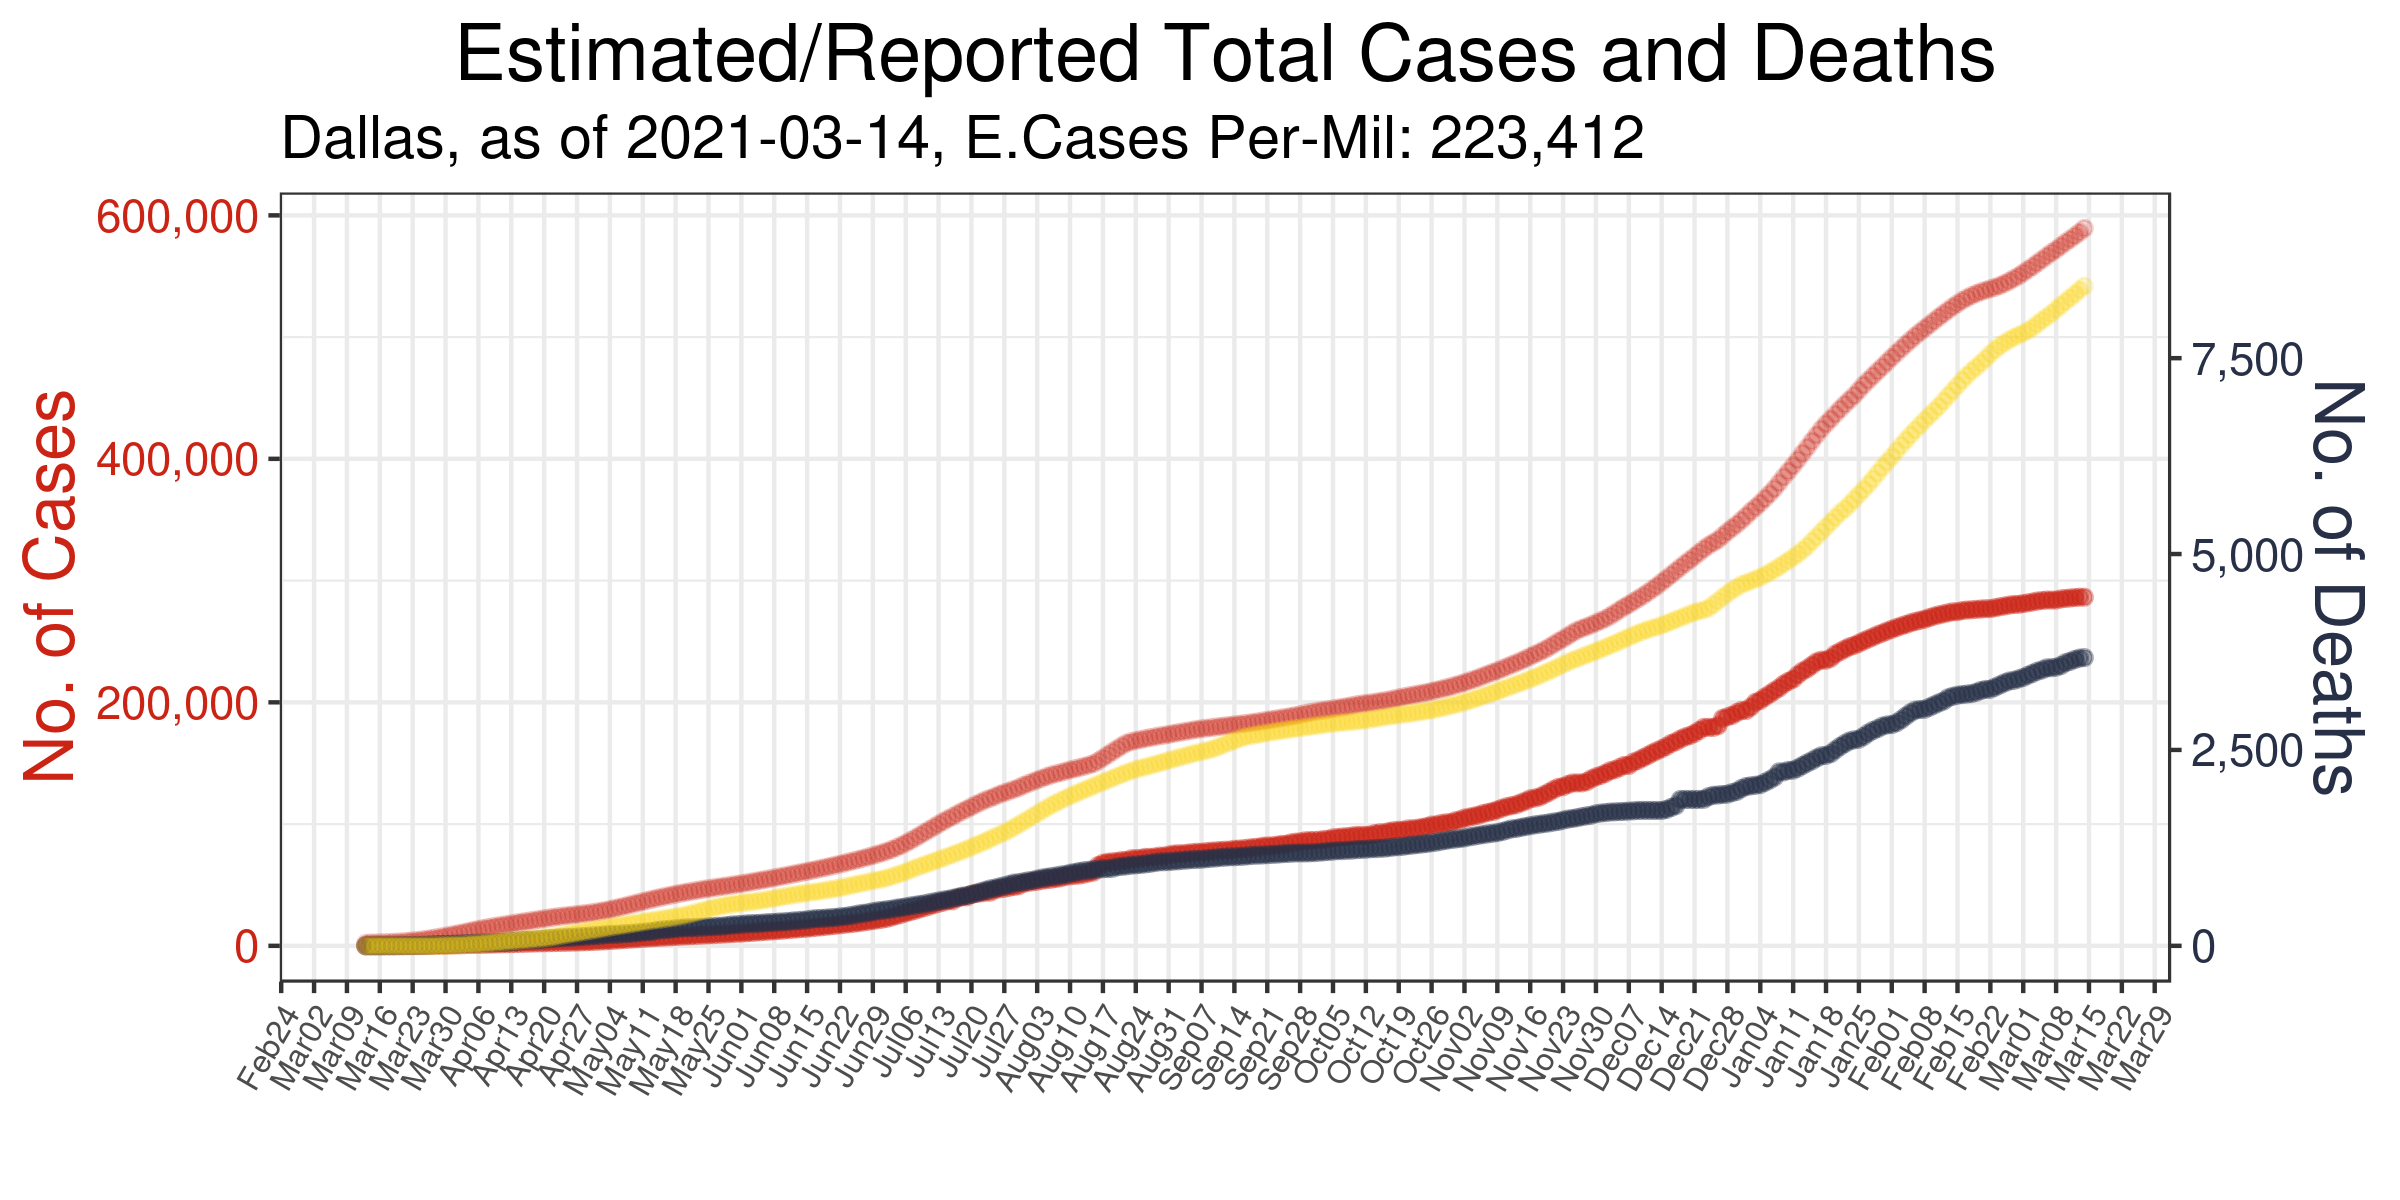 Estimated/Reported Total Cases and Deaths
Dallas, as of 2021-03-14, E.Cases Per-Mil: 223,412
No. of Cases
600,000
400,000
200,000
0
No. of Deaths
7,500
5,000
2,500
0
Feb24
Mar02
Mar09
Mar16
Mar23
Mar30
Apr06
Apr13
Apr20
Apr27
May04
May11
May18
May25
Jun01
Jun08
Jun15
Jun22
Jun29
Jul06
Jul13
Jul20
Jul27
Aug03
Aug10
Aug17
Aug24
Aug31
Sep07
Sep14
Sep21
Sep28
Oct05
Oct12
Oct19
Oct26
Nov02
Nov09
Nov16
Nov23
Nov30
Dec07
Dec14
Dec21
Dec28
Jan04
Jan11
Jan18
Jan25
Feb01
Feb08
Feb15
Feb22
Mar01
Mar08
Mar15
Mar22
Mar29